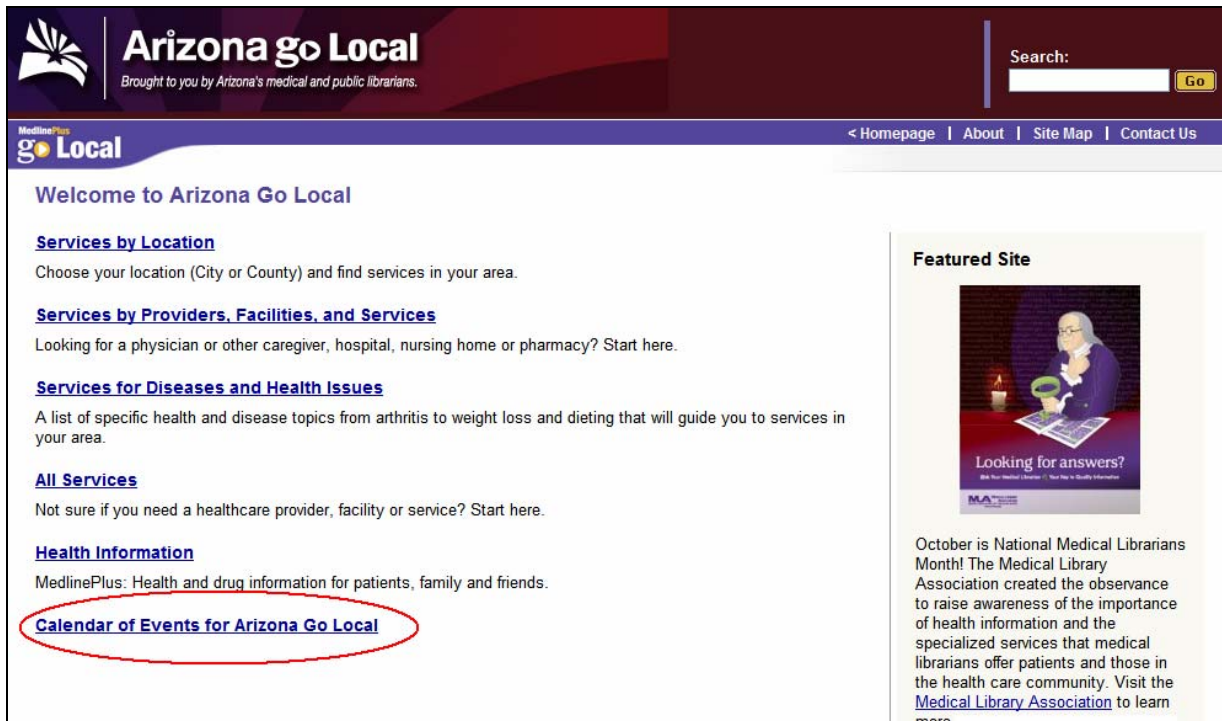 Arizona go Local
Brought to you by Arizona's medical and public librarians.
Search:
Go
MedlinePlus
go Local
< Homepage | About | Site Map | Contact Us
Welcome to Arizona Go Local
Services by Location
Choose your location (City or County) and find services in your area.
Services by Providers, Facilities, and Services
Looking for a physician or other caregiver, hospital, nursing home or pharmacy? Start here.
Services for Diseases and Health Issues
A list of specific health and disease topics from arthritis to weight loss and dieting that will guide you to services in
your area.
All Services
Not sure if you need a healthcare provider, facility or service? Start here.
Health Information
MedlinePlus: Health and drug information for patients, family and friends.
Calendar of Events for Arizona Go Local
Featured Site
Looking for answers?
MLA
October is National Medical Librarians
Month! The Medical Library
Association created the observance
to raise awareness of the importance
of health information and the
specialized services that medical
librarians offer patients and those in
the health care community. Visit the
Medical Library Association to learn